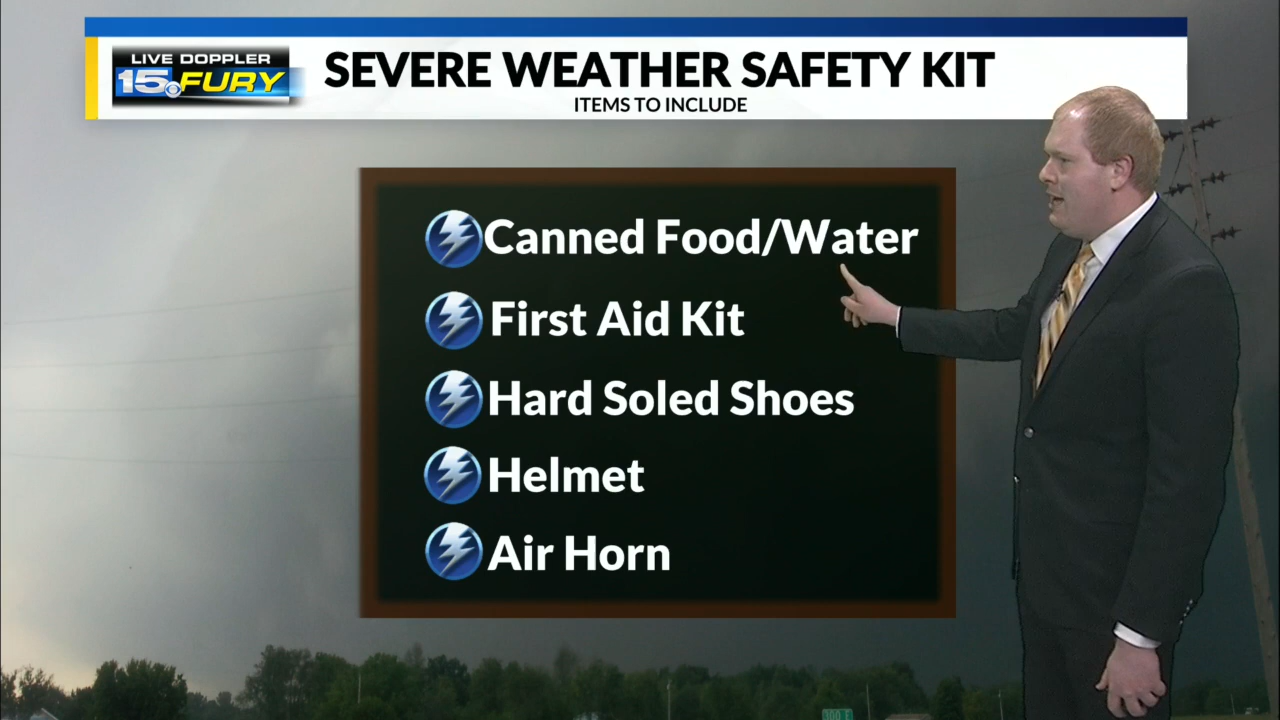 LIVE DOPPLER
15 FURY
SEVERE WEATHER SAFETY KIT
ITEMS TO INCLUDE
Canned Food/Water
First Aid Kit
Hard Soled Shoes
Helmet
Air Horn